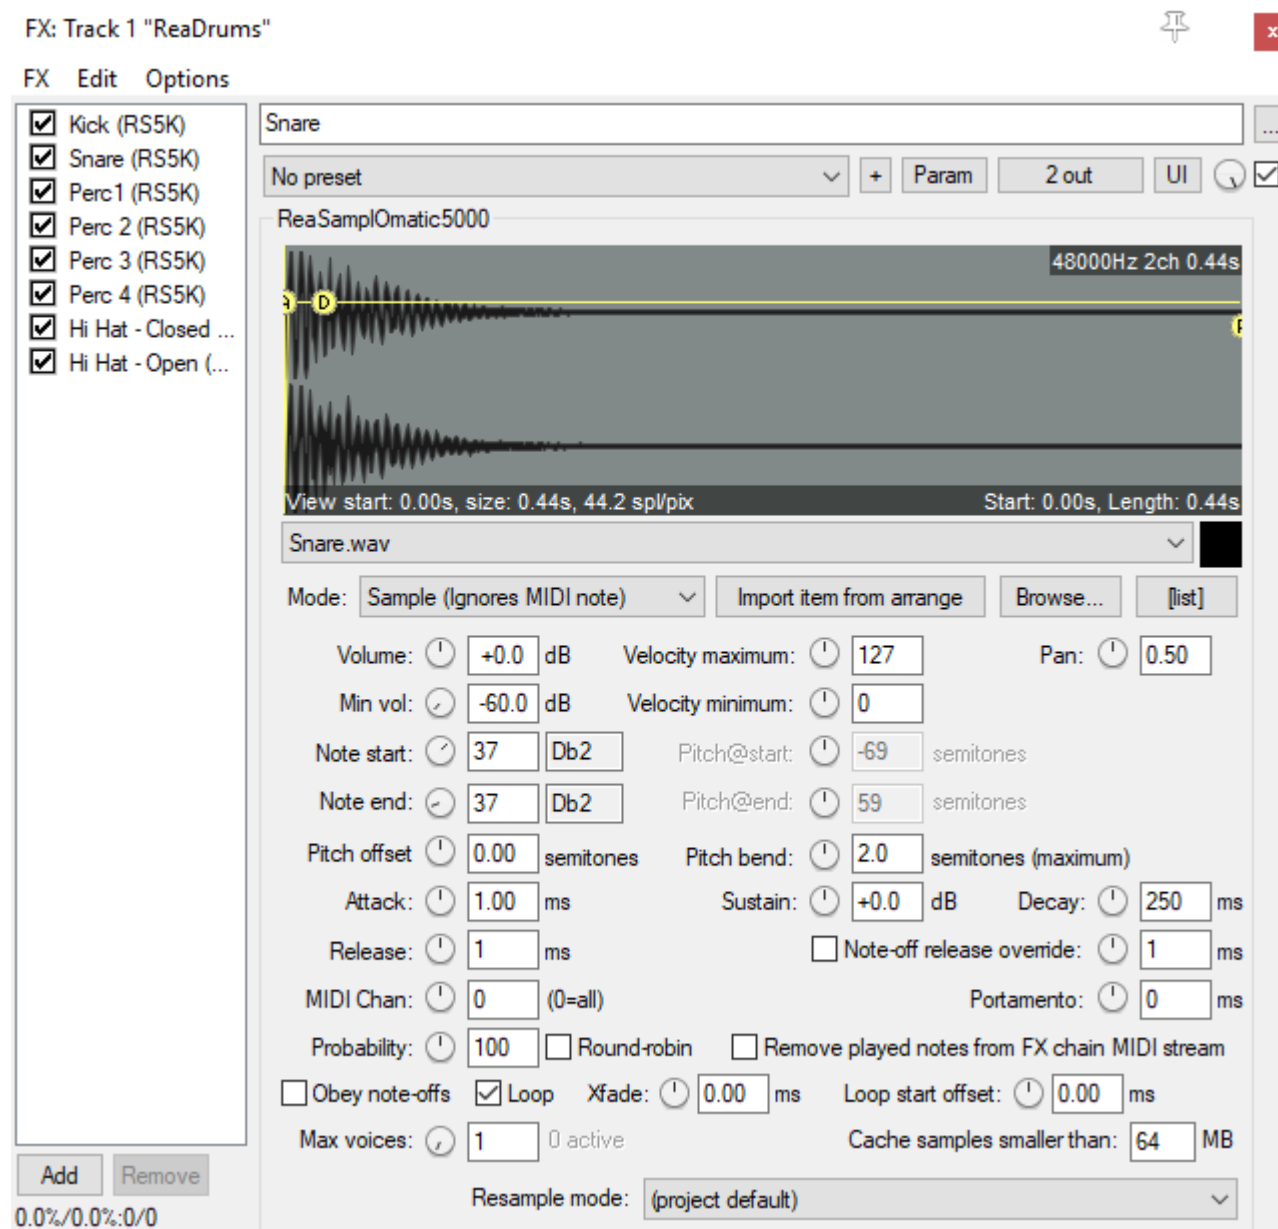 FX: Track 1 "ReaDrums"
x
FX Edit Options
Kick (RS5K)
Snare (RS5K)
Perc1 (RS5K)
Perc 2 (RS5K)
Perc 3 (RS5K)
Perc 4 (RS5K)
Hi Hat - Closed ...
Hi Hat - Open (...
Snare
...
No preset + Param 2 out UI
ReaSamplOmatic5000
48000Hz 2ch 0.44s
A D
View start: 0.00s, size: 0.44s, 44.2 spl/pix Start: 0.00s, Length: 0.44s
Snare.wav
Mode: Sample (Ignores MIDI note) Import item from arrange Browse... [list]
Volume: +0.0 dB Velocity maximum: 127 Pan: 0.50
Min vol: -60.0 dB Velocity minimum: 0
Note start: 37 Db2 Pitch@start: -69 semitones
Note end: 37 Db2 Pitch@end: 59 semitones
Pitch offset 0.00 semitones Pitch bend: 2.0 semitones (maximum)
Attack: 1.00 ms Sustain: +0.0 dB Decay: 250 ms
Release: 1 ms Note-off release override: 1 ms
MIDI Chan: 0 (0=all) Portamento: 0 ms
Probability: 100 Round-robin Remove played notes from FX chain MIDI stream
Obey note-offs Loop Xfade: 0.00 ms Loop start offset: 0.00 ms
Max voices: 1 0 active Cache samples smaller than: 64 MB
Resample mode: (project default)
Add Remove
0.0%/0.0%:0/0